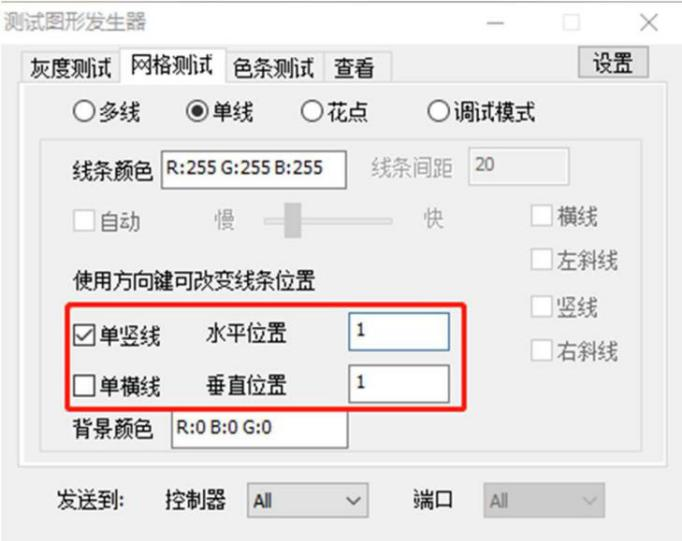 测试图形发生器
灰度测试 网格测试 色条测试 查看 设置
多线 单线 花点 调试模式
线条颜色 R:255 G:255 B:255 线条间距 20
自动 慢 快 横线
左斜线
使用方向键可改变线条位置
竖线
单竖线 水平位置 1
右斜线
单横线 垂直位置 1
背景颜色 R:0 B:0 G:0
发送到: 控制器 All 端口 All